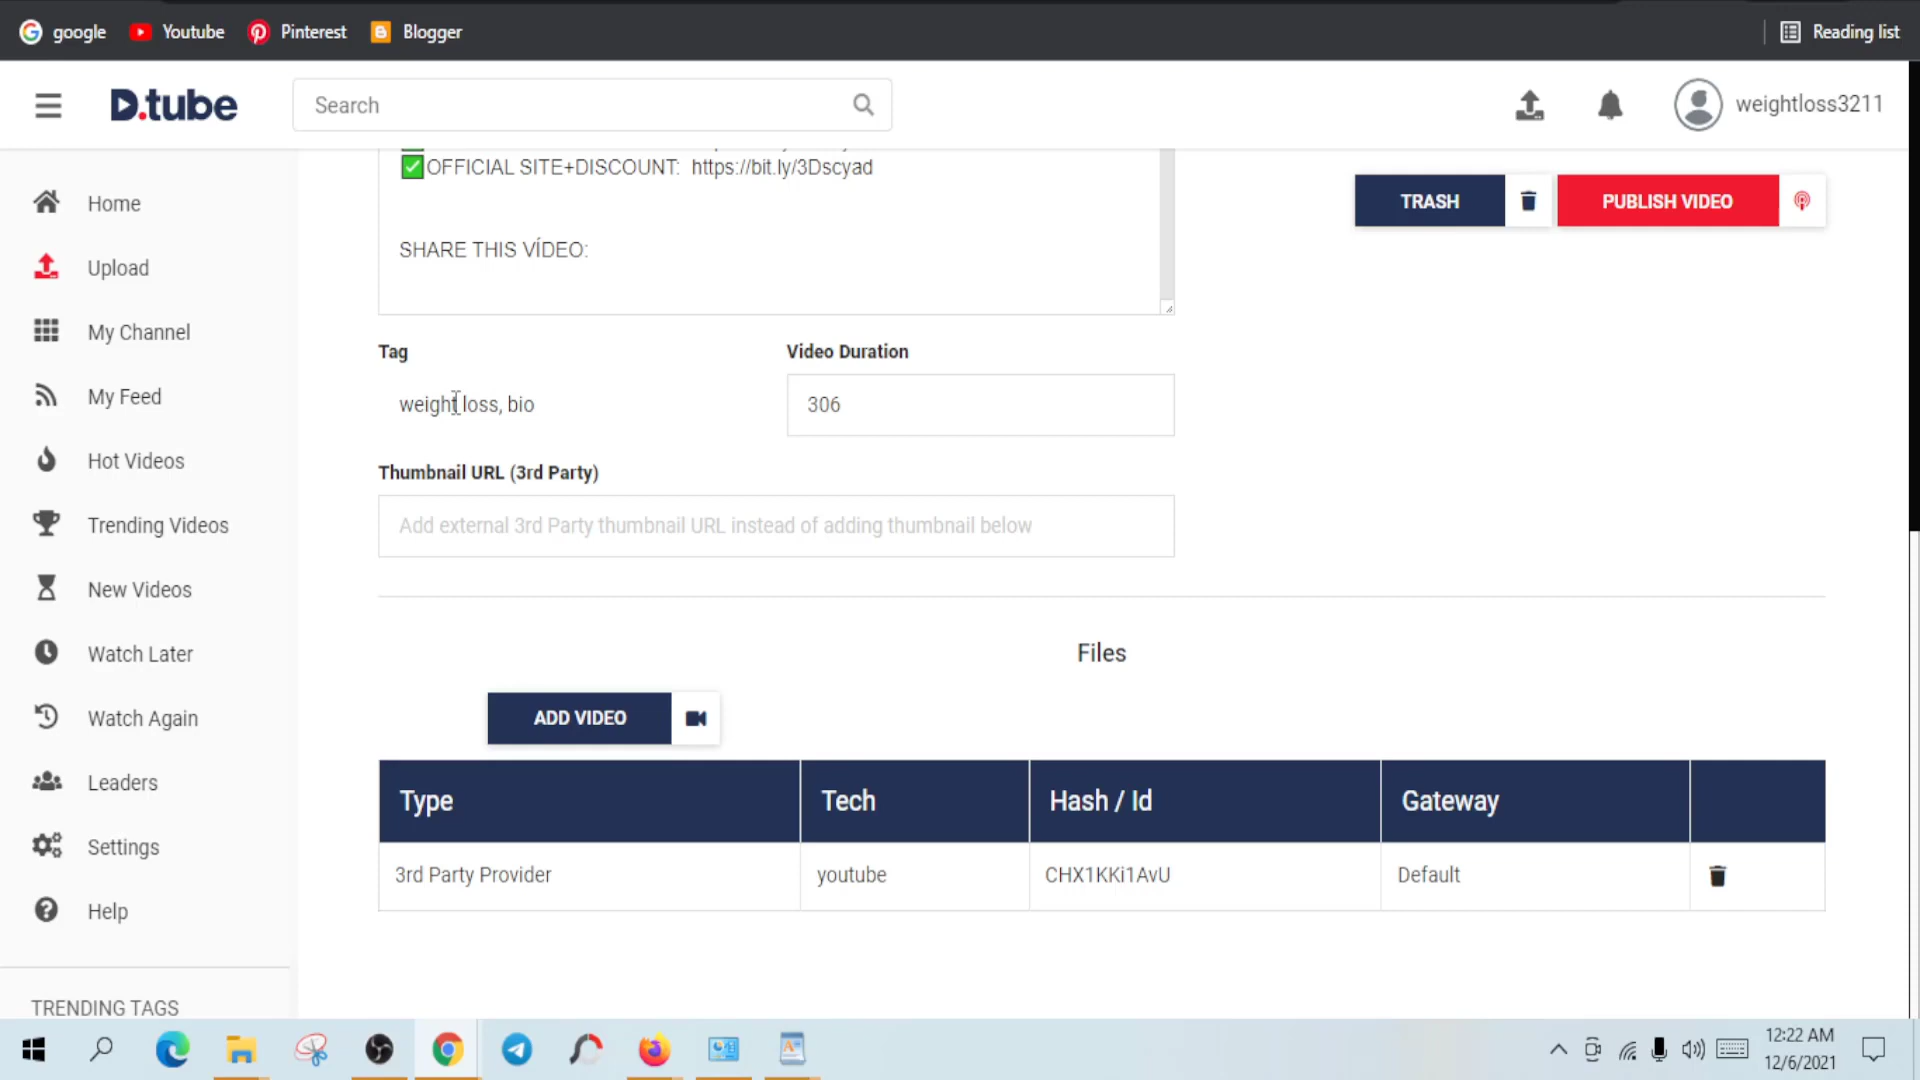 google Youtube Pinterest Blogger Reading list
D.tube Search weightloss3211
OFFICIAL SITE+DISCOUNT: https://bit.ly/3Dscyad
TRASH PUBLISH VIDEO
SHARE THIS VÍDEO:
Home
Upload
My Channel
My Feed
Hot Videos
Trending Videos
New Videos
Watch Later
Watch Again
Leaders
Settings
Help
TRENDING TAGS
Tag Video Duration
weight loss, bio 306
Thumbnail URL (3rd Party)
Add external 3rd Party thumbnail URL instead of adding thumbnail below
Files
ADD VIDEO
Type Tech Hash / Id Gateway
3rd Party Provider youtube CHX1KKi1AvU Default
12:22 AM
12/6/2021